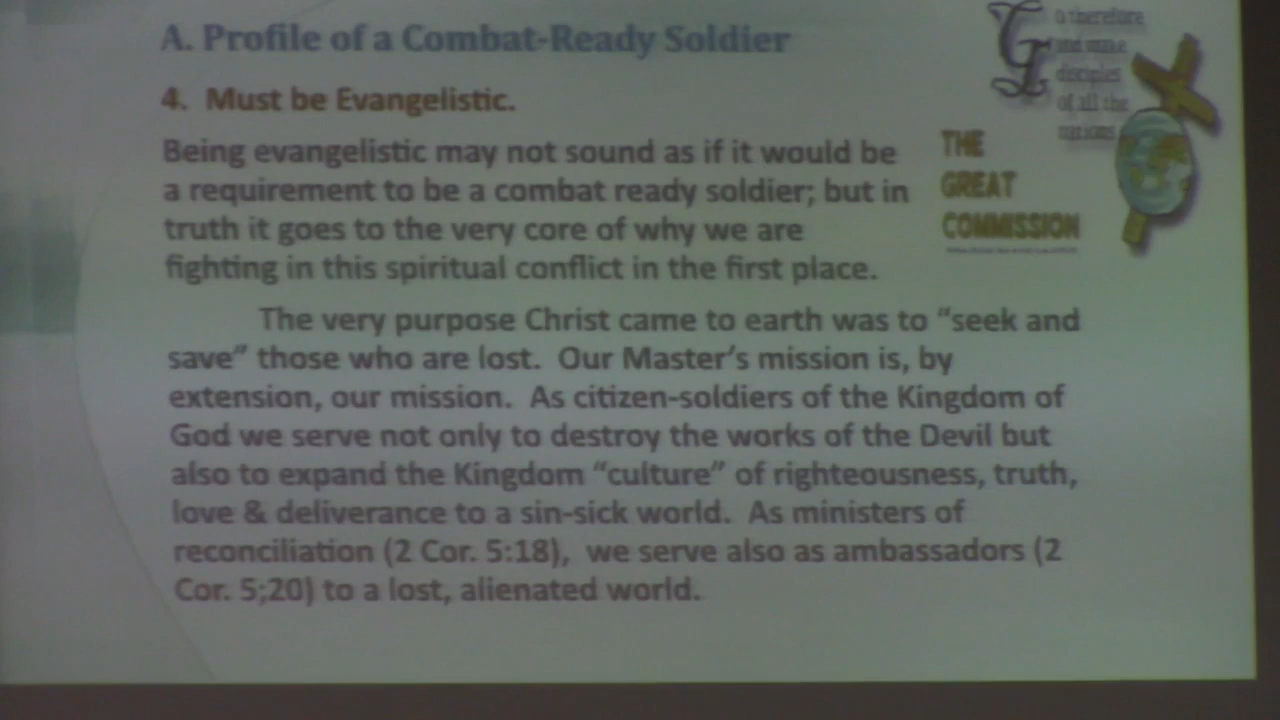 A. Profile of a Combat-Ready Soldier
4. Must be Evangelistic.
Being evangelistic may not sound as if it would be
a requirement to be a combat ready soldier; but in
truth it goes to the very core of why we are
fighting in this spiritual conflict in the first place.
The very purpose Christ came to earth was to “seek and
save” those who are lost.  Our Master’s mission is, by
extension, our mission.  As citizen-soldiers of the Kingdom of
God we serve not only to destroy the works of the Devil but
also to expand the Kingdom “culture” of righteousness, truth,
love & deliverance to a sin-sick world.  As ministers of
reconciliation (2 Cor. 5:18),  we serve also as ambassadors (2
Cor. 5;20) to a lost, alienated world.
Go therefore
and make
disciples
of all the
nations
THE
GREAT
COMMISSION